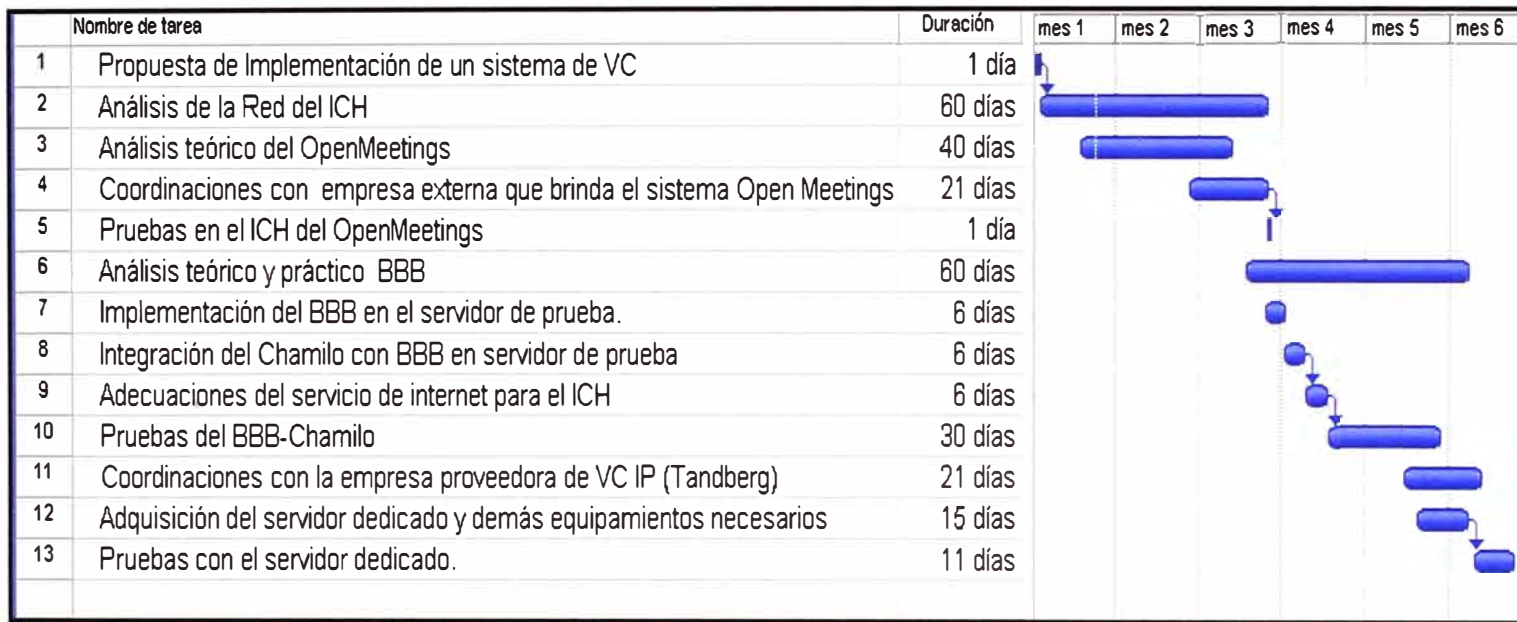 Nombre de tarea Duración mes 1 mes 2 mes 3 mes 4 mes 5 mes 6
1 Propuesta de Implementación de un sistema de VC 1 día
2 Análisis de la Red del ICH 60 días
3 Análisis teórico del OpenMeetings 40 días
4 Coordinaciones con empresa externa que brinda el sistema Open Meetings 21 días
5 Pruebas en el ICH del OpenMeetings 1 día
6 Análisis teórico y práctico BBB 60 días
7 Implementación del BBB en el servidor de prueba. 6 días
8 Integración del Chamilo con BBB en servidor de prueba 6 días
9 Adecuaciones del servicio de internet para el ICH 6 días
10 Pruebas del BBB-Chamilo 30 días
11 Coordinaciones con la empresa proveedora de VC IP (Tandberg) 21 días
12 Adquisición del servidor dedicado y demás equipamientos necesarios 15 días
13 Pruebas con el servidor dedicado. 11 días